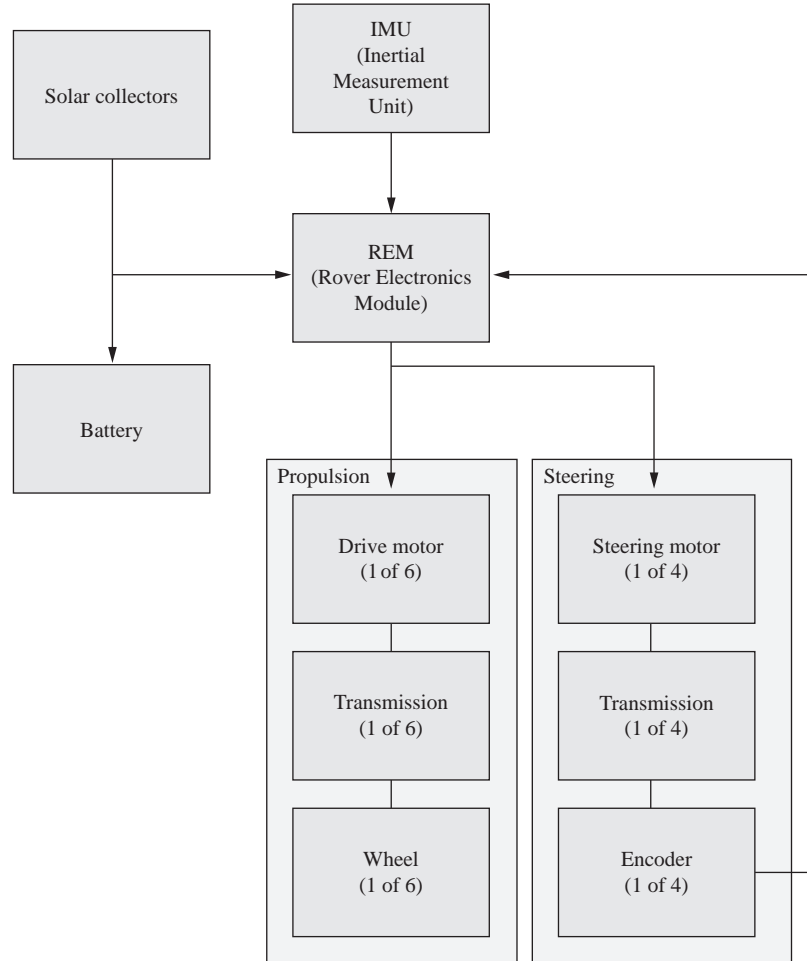 Solar collectors
IMU
(Inertial
Measurement
Unit)
REM
(Rover Electronics
Module)
Battery
Propulsion
Drive motor
(1 of 6)
Transmission
(1 of 6)
Wheel
(1 of 6)
Steering
Steering motor
(1 of 4)
Transmission
(1 of 4)
Encoder
(1 of 4)